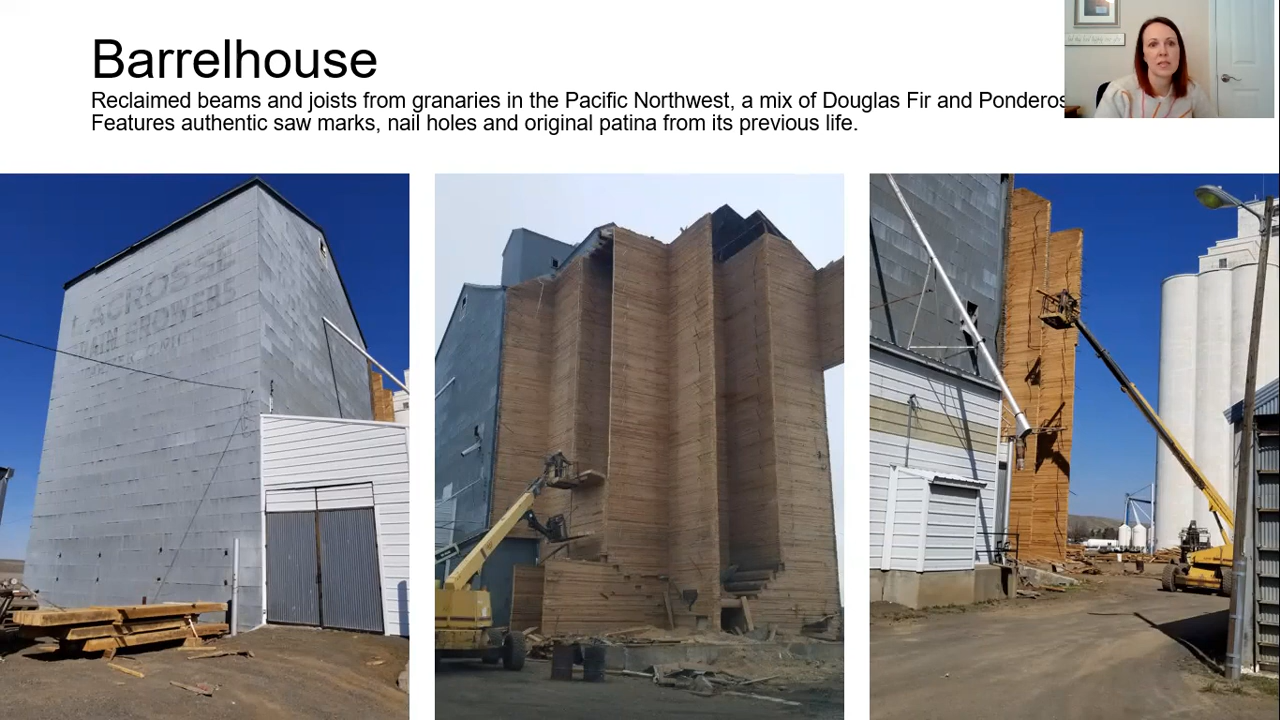 Barrelhouse
Reclaimed beams and joists from granaries in the Pacific Northwest, a mix of Douglas Fir and Ponderos
Features authentic saw marks, nail holes and original patina from its previous life.
LACROSSE
GRAIN GROWERS